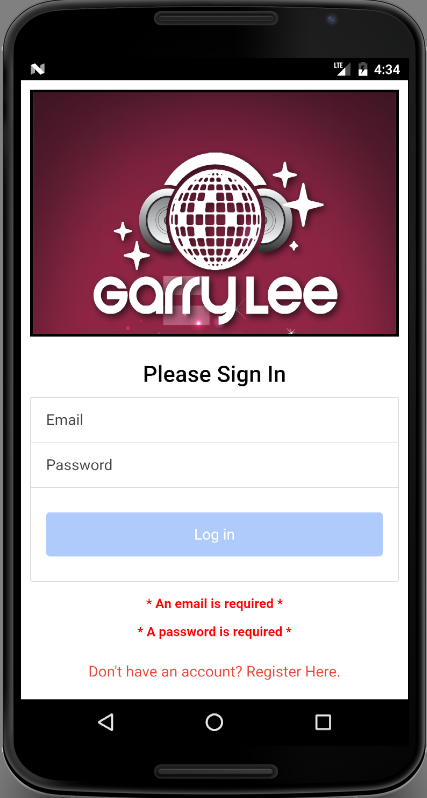 LTE
4:34
Garry Lee
Please Sign In
Email
Password
Log in
* An email is required *
* A password is required *
Don't have an account? Register Here.